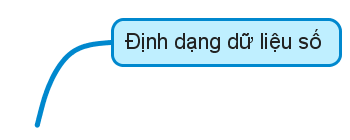 Định dạng dữ liệu số